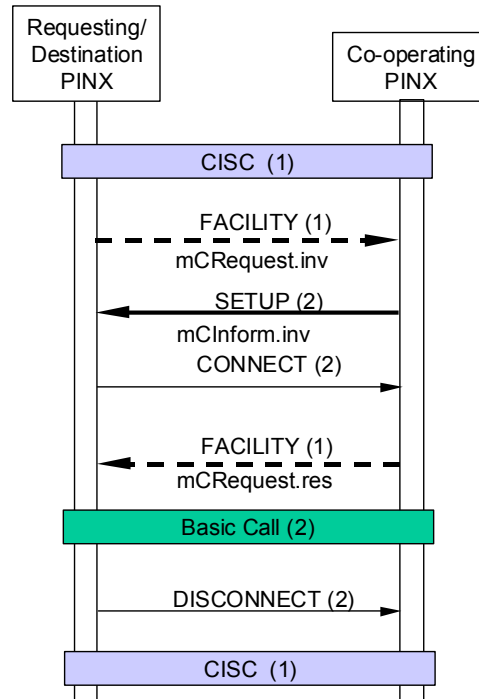 Requesting/
Destination
PINX
Co-operating
PINX
CISC (1)
FACILITY (1)
mCRequest.inv
SETUP (2)
mCInform.inv
CONNECT (2)
FACILITY (1)
mCRequest.res
Basic Call (2)
DISCONNECT (2)
CISC (1)